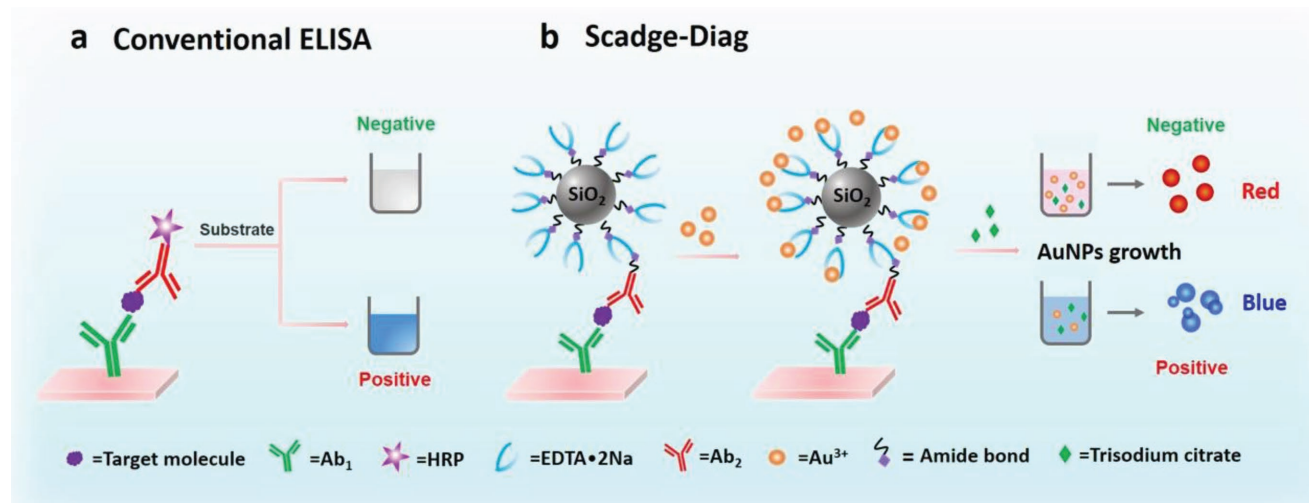 a Conventional ELISA
b Scadge-Diag
Negative
Substrate
Positive
SiO₂
SiO₂
Negative
Red
AuNPs growth
Blue
Positive
=Target molecule =Ab₁ =HRP =EDTA•2Na =Ab₂ =Au³⁺ = Amide bond =Trisodium citrate